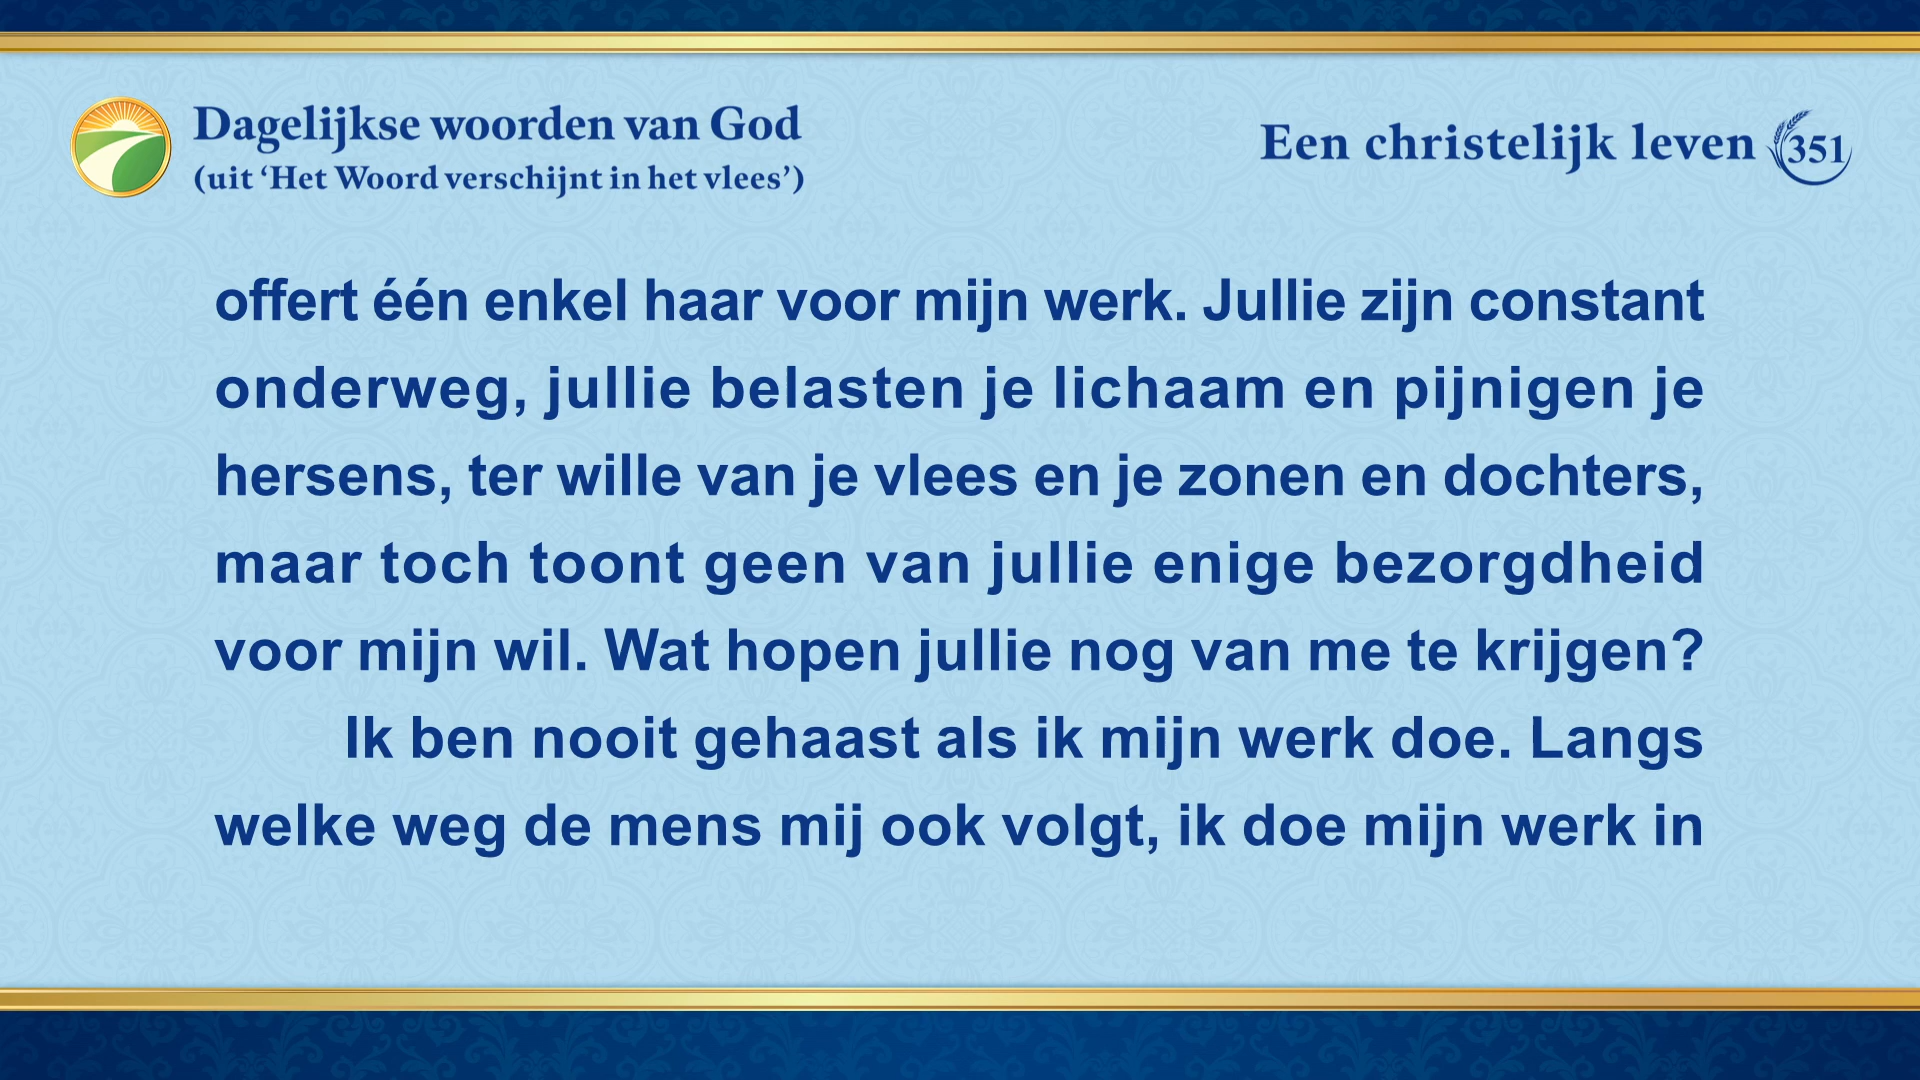 Dagelijkse woorden van God
(uit ‘Het Woord verschijnt in het vlees’)
Een christelijk leven 351
offert één enkel haar voor mijn werk. Jullie zijn constant
onderweg, jullie belasten je lichaam en pijnigen je
hersens, ter wille van je vlees en je zonen en dochters,
maar toch toont geen van jullie enige bezorgdheid
voor mijn wil. Wat hopen jullie nog van me te krijgen?
Ik ben nooit gehaast als ik mijn werk doe. Langs
welke weg de mens mij ook volgt, ik doe mijn werk in